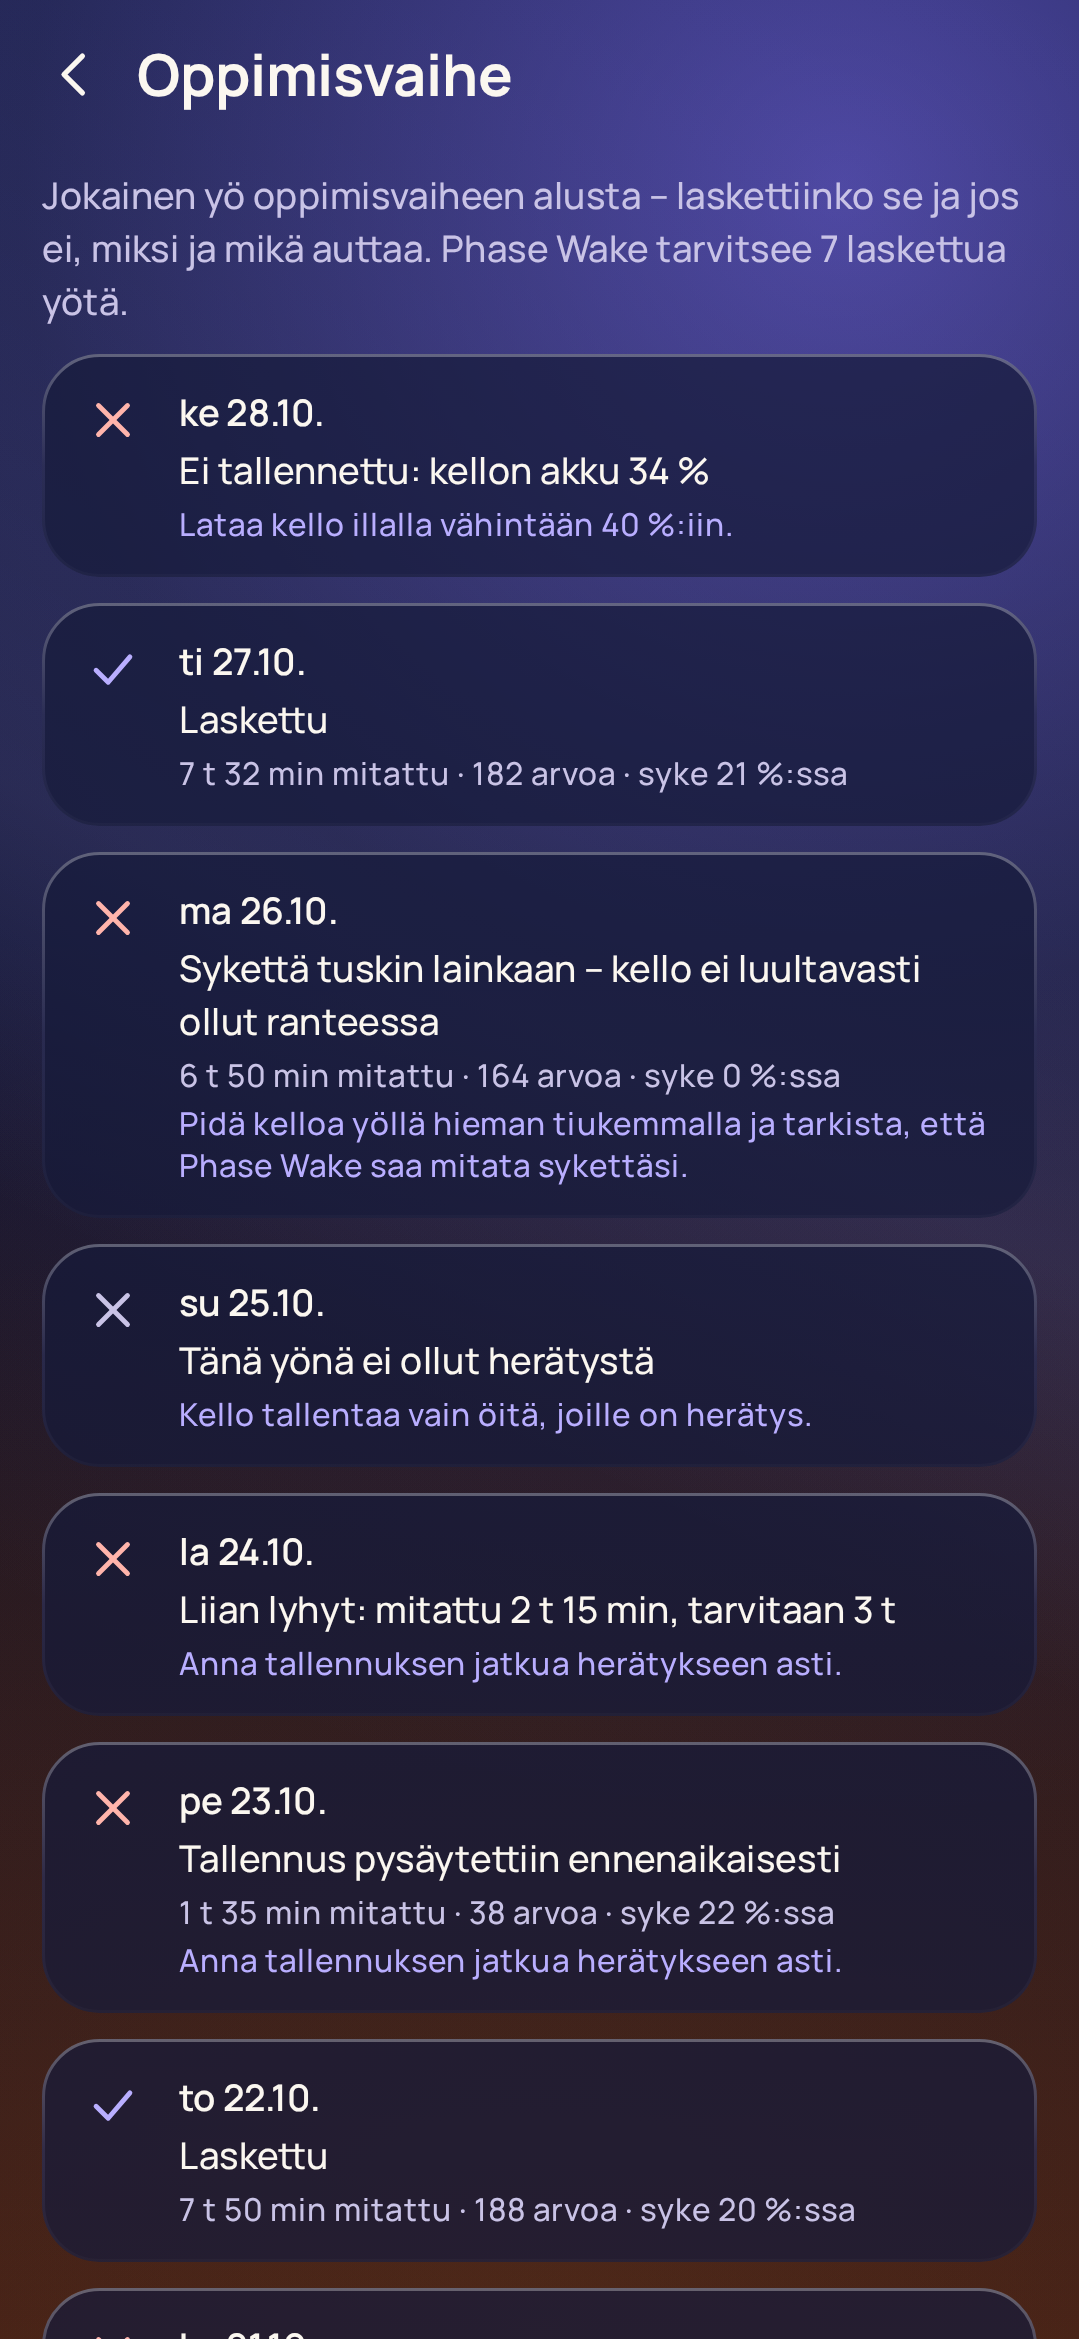 Oppimisvaihe
Jokainen yö oppimisvaiheen alusta – laskettiinko se ja jos
ei, miksi ja mikä auttaa. Phase Wake tarvitsee 7 laskettua
yötä.
ke 28.10.
Ei tallennettu: kellon akku 34 %
Lataa kello illalla vähintään 40 %:iin.
ti 27.10.
Laskettu
7 t 32 min mitattu · 182 arvoa · syke 21 %:ssa
ma 26.10.
Sykettä tuskin lainkaan – kello ei luultavasti
ollut ranteessa
6 t 50 min mitattu · 164 arvoa · syke 0 %:ssa
Pidä kelloa yöllä hieman tiukemmalla ja tarkista, että
Phase Wake saa mitata sykettäsi.
su 25.10.
Tänä yönä ei ollut herätystä
Kello tallentaa vain öitä, joille on herätys.
la 24.10.
Liian lyhyt: mitattu 2 t 15 min, tarvitaan 3 t
Anna tallennuksen jatkua herätykseen asti.
pe 23.10.
Tallennus pysäytettiin ennenaikaisesti
1 t 35 min mitattu · 38 arvoa · syke 22 %:ssa
Anna tallennuksen jatkua herätykseen asti.
to 22.10.
Laskettu
7 t 50 min mitattu · 188 arvoa · syke 20 %:ssa